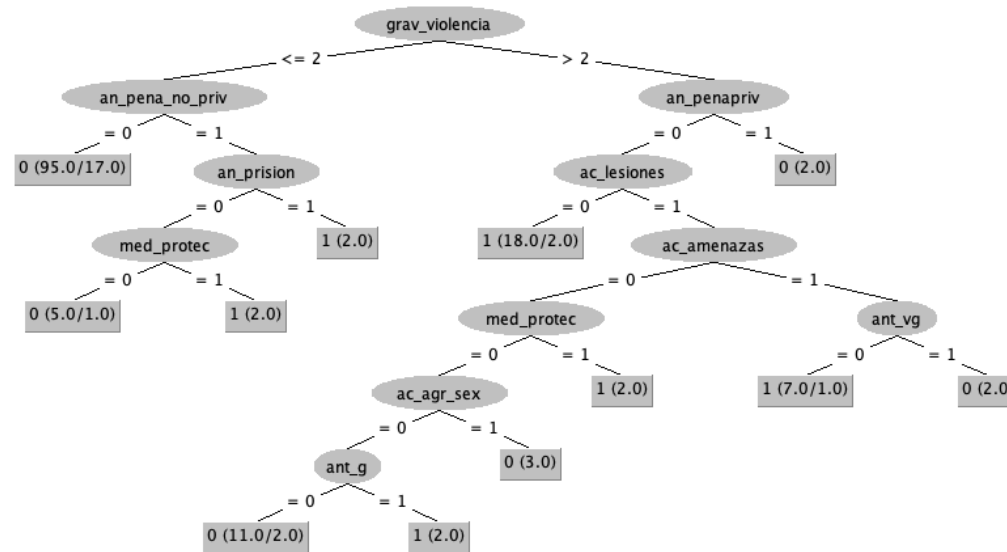 grav_violencia
<= 2 > 2
an_pena_no_priv an_penapriv
= 0 = 1 = 0 = 1
0 (95.0/17.0) an_prision ac_lesiones 0 (2.0)
= 0 = 1 = 0 = 1
med_protec 1 (2.0) 1 (18.0/2.0) ac_amenazas
= 0 = 1 = 0 = 1
0 (5.0/1.0) 1 (2.0) med_protec ant_vg
= 0 = 1 = 0 = 1
ac_agr_sex 1 (2.0) 1 (7.0/1.0) 0 (2.0
= 0 = 1
ant_g 0 (3.0)
= 0 = 1
0 (11.0/2.0) 1 (2.0)